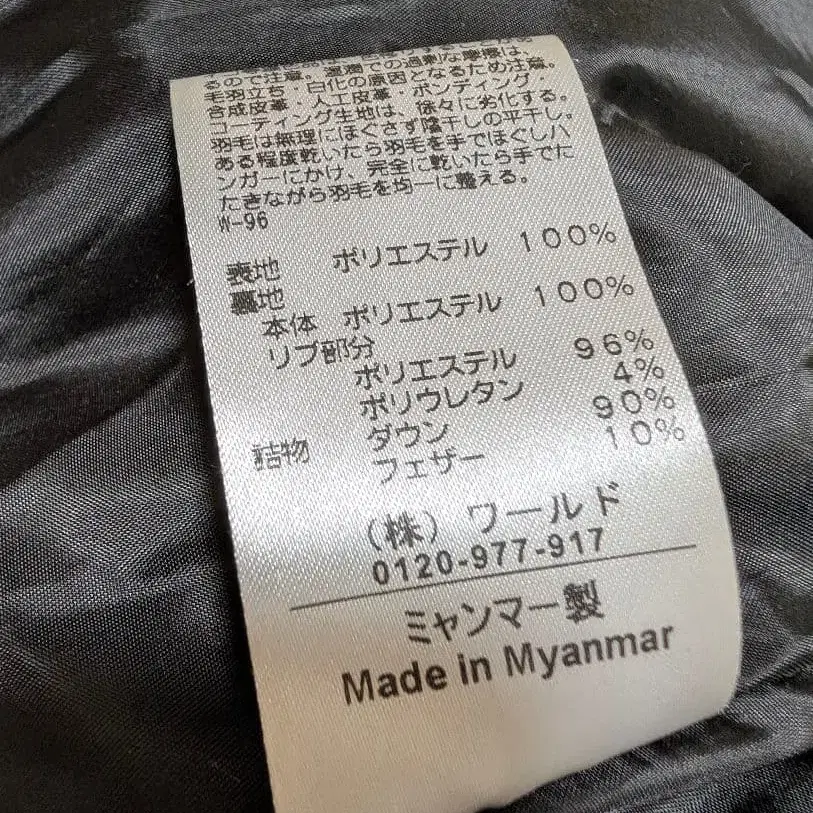 るので注意。湿潤での過剰な摩擦は、
毛羽立ち・白化の原因となるため注意。
合成皮革・人工皮革・ボンディング・
コーティング生地は、徐々に劣化する。
羽毛は無理にほぐさず陰干しの平干し。
ある程度乾いたら羽毛を手でほぐしハ
ンガーにかけ、完全に乾いたら手でた
たきながら羽毛を均一に整える。
W-96
表地 ポリエステル 100%
裏地
本体 ポリエステル 100%
リブ部分
ポリエステル 96%
ポリウレタン 4%
詰物 ダウン 90%
フェザー 10%
(株) ワールド
0120-977-917
ミャンマー製
Made in Myanmar